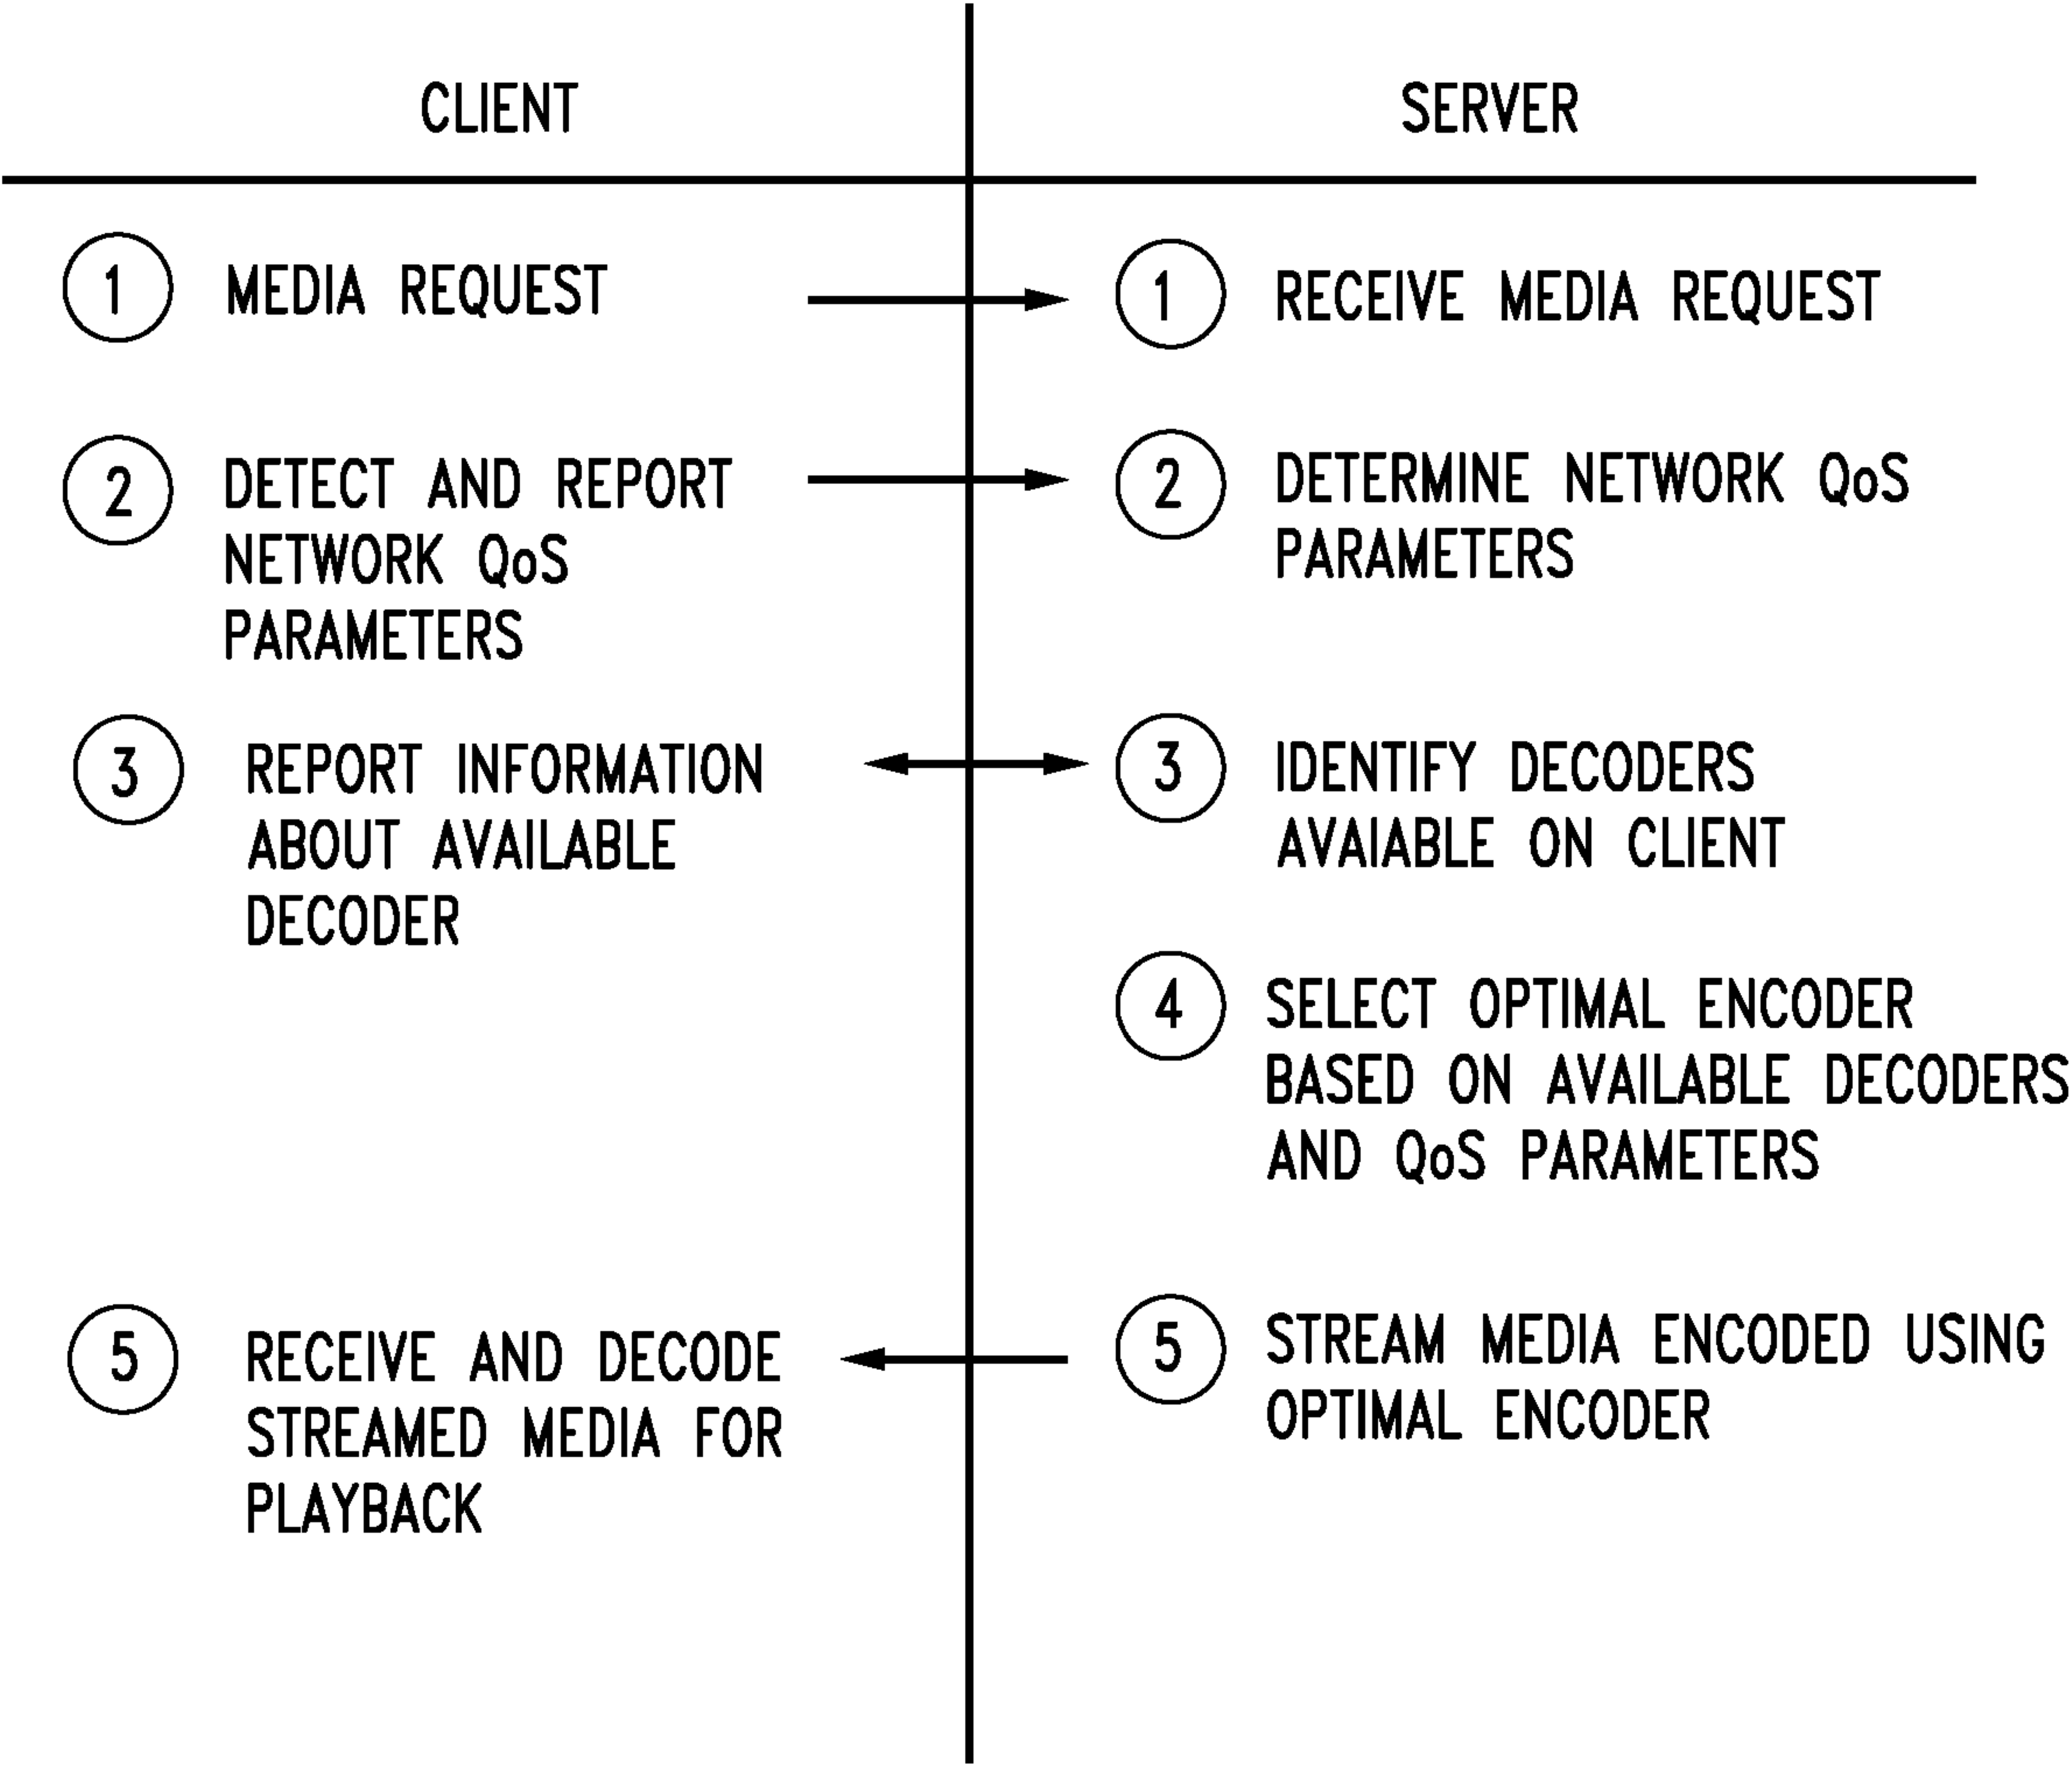 CLIENT
SERVER
1 MEDIA REQUEST
1 RECEIVE MEDIA REQUEST
2 DETECT AND REPORT
NETWORK QoS
PARAMETERS
2 DETERMINE NETWORK QoS
PARAMETERS
3 REPORT INFORMATION
ABOUT AVAILABLE
DECODER
3 IDENTIFY DECODERS
AVAIABLE ON CLIENT
4 SELECT OPTIMAL ENCODER
BASED ON AVAILABLE DECODERS
AND QoS PARAMETERS
5 RECEIVE AND DECODE
STREAMED MEDIA FOR
PLAYBACK
5 STREAM MEDIA ENCODED USING
OPTIMAL ENCODER